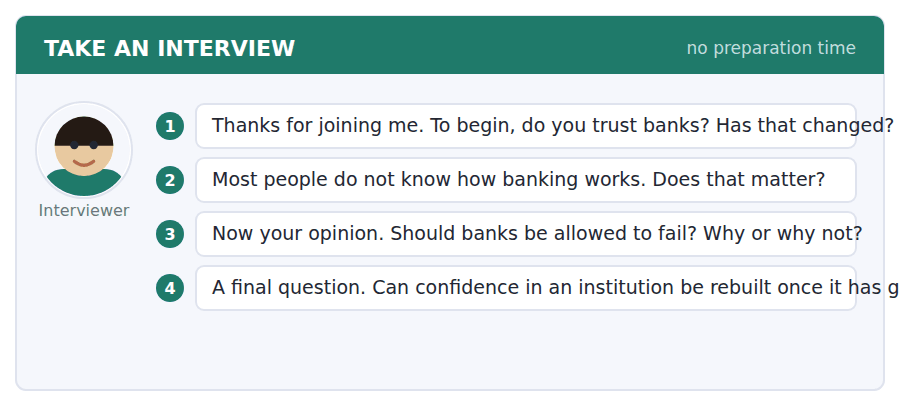 TAKE AN INTERVIEW
no preparation time
1 Thanks for joining me. To begin, do you trust banks? Has that changed?
2 Most people do not know how banking works. Does that matter?
3 Now your opinion. Should banks be allowed to fail? Why or why not?
4 A final question. Can confidence in an institution be rebuilt once it has
Interviewer